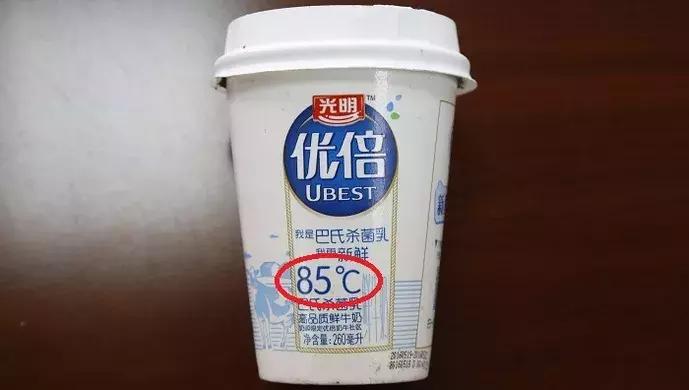 光明
TM
优倍
UBEST
我是巴氏杀菌乳
我更新鲜
85℃
巴氏杀菌乳
高品质鲜牛奶
净含量:260毫升